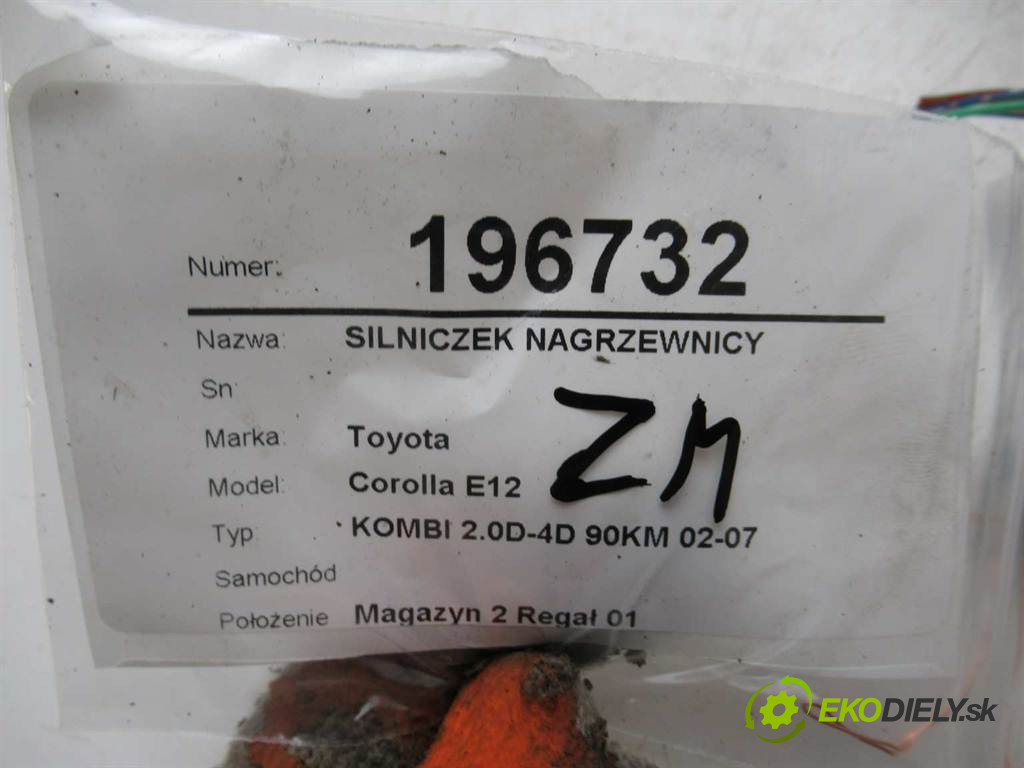 Numer: 196732
Nazwa: SILNICZEK NAGRZEWNICY
Sn
Marka: Toyota
Model: Corolla E12
ZM
Typ KOMBI 2.0D-4D 90KM 02-07
Samochód
Położenie Magazyn 2 Regał 01
EKODIELY.sk